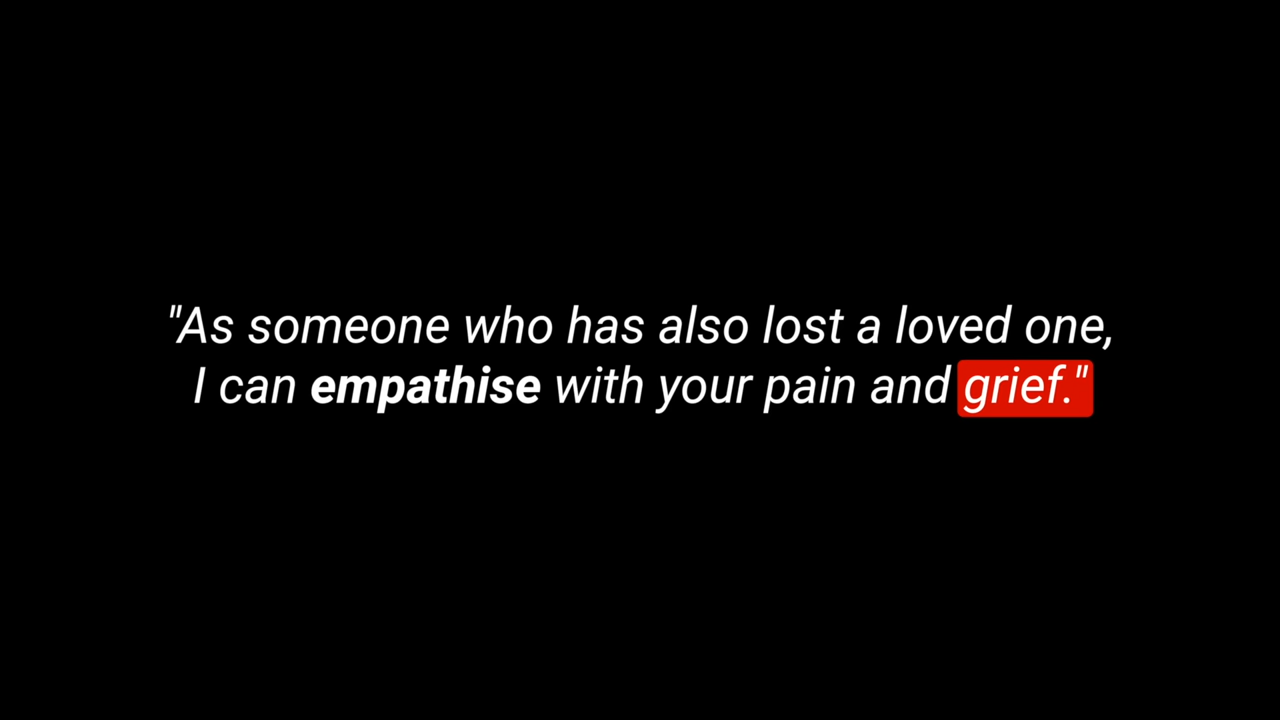 "As someone who has also lost a loved one,
I can empathise with your pain and grief."